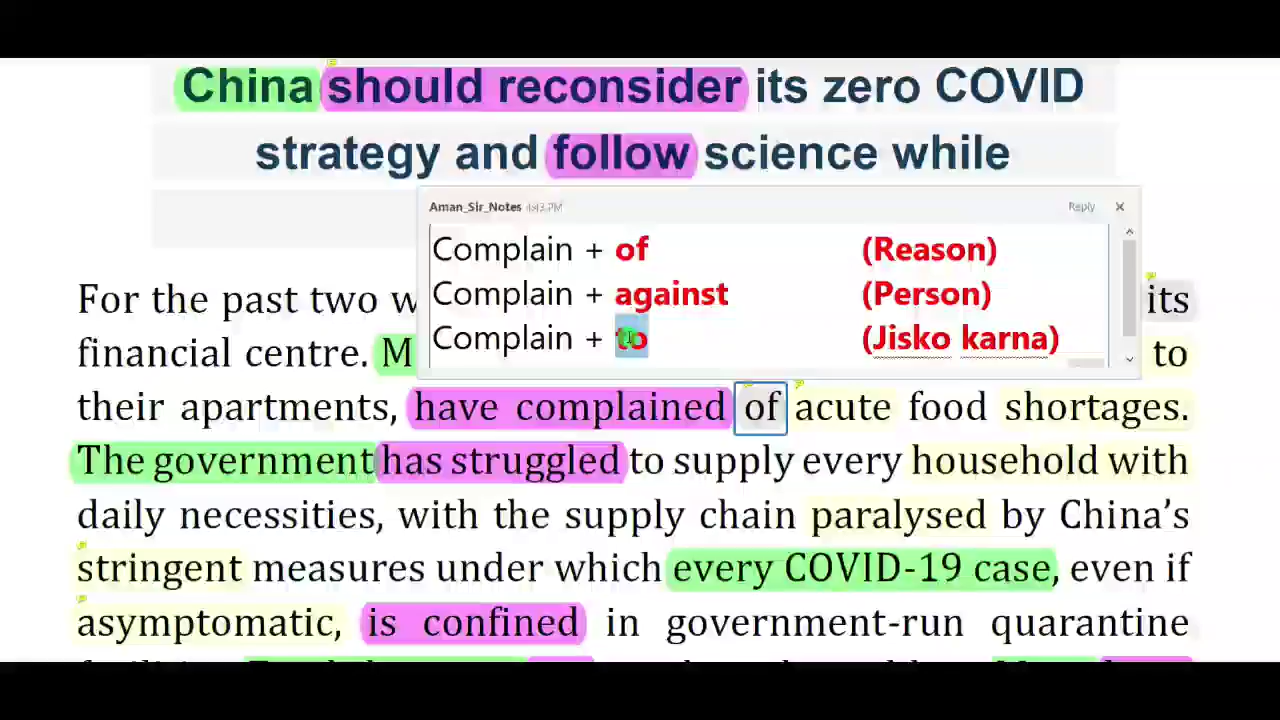 China should reconsider its zero COVID
strategy and follow science while
Aman_Sir_Notes 4:43 PM Reply
Complain + of (Reason)
Complain + against (Person)
Complain + to (Jisko karna)
For the past two w its
financial centre. M to
their apartments, have complained of acute food shortages.
The government has struggled to supply every household with
daily necessities, with the supply chain paralysed by China’s
stringent measures under which every COVID-19 case, even if
asymptomatic, is confined in government-run quarantine